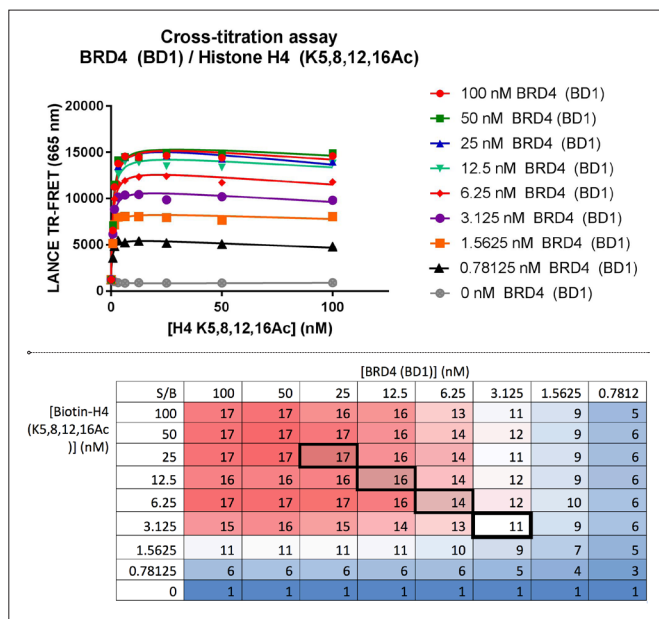 Cross-titration assay
BRD4 (BD1) / Histone H4 (K5,8,12,16Ac)
LANCE TR-FRET (665 nm)
20000
15000
10000
5000
0
0
50
100
[H4 K5,8,12,16Ac] (nM)
100 nM BRD4 (BD1)
50 nM BRD4 (BD1)
25 nM BRD4 (BD1)
12.5 nM BRD4 (BD1)
6.25 nM BRD4 (BD1)
3.125 nM BRD4 (BD1)
1.5625 nM BRD4 (BD1)
0.78125 nM BRD4 (BD1)
0 nM BRD4 (BD1)
[BRD4 (BD1)] (nM)
[Biotin-H4
(K5,8,12,16Ac
)] (nM)
S/B 100 50 25 12.5 6.25 3.125 1.5625 0.7812
100 17 17 16 16 13 11 9 5
50 17 17 17 16 14 12 9 6
25 17 17 17 16 14 11 9 6
12.5 16 16 16 16 14 12 9 6
6.25 17 17 17 16 14 12 10 6
3.125 15 16 15 14 13 11 9 6
1.5625 11 11 11 11 10 9 7 5
0.78125 6 6 6 6 6 5 4 3
0 1 1 1 1 1 1 1 1